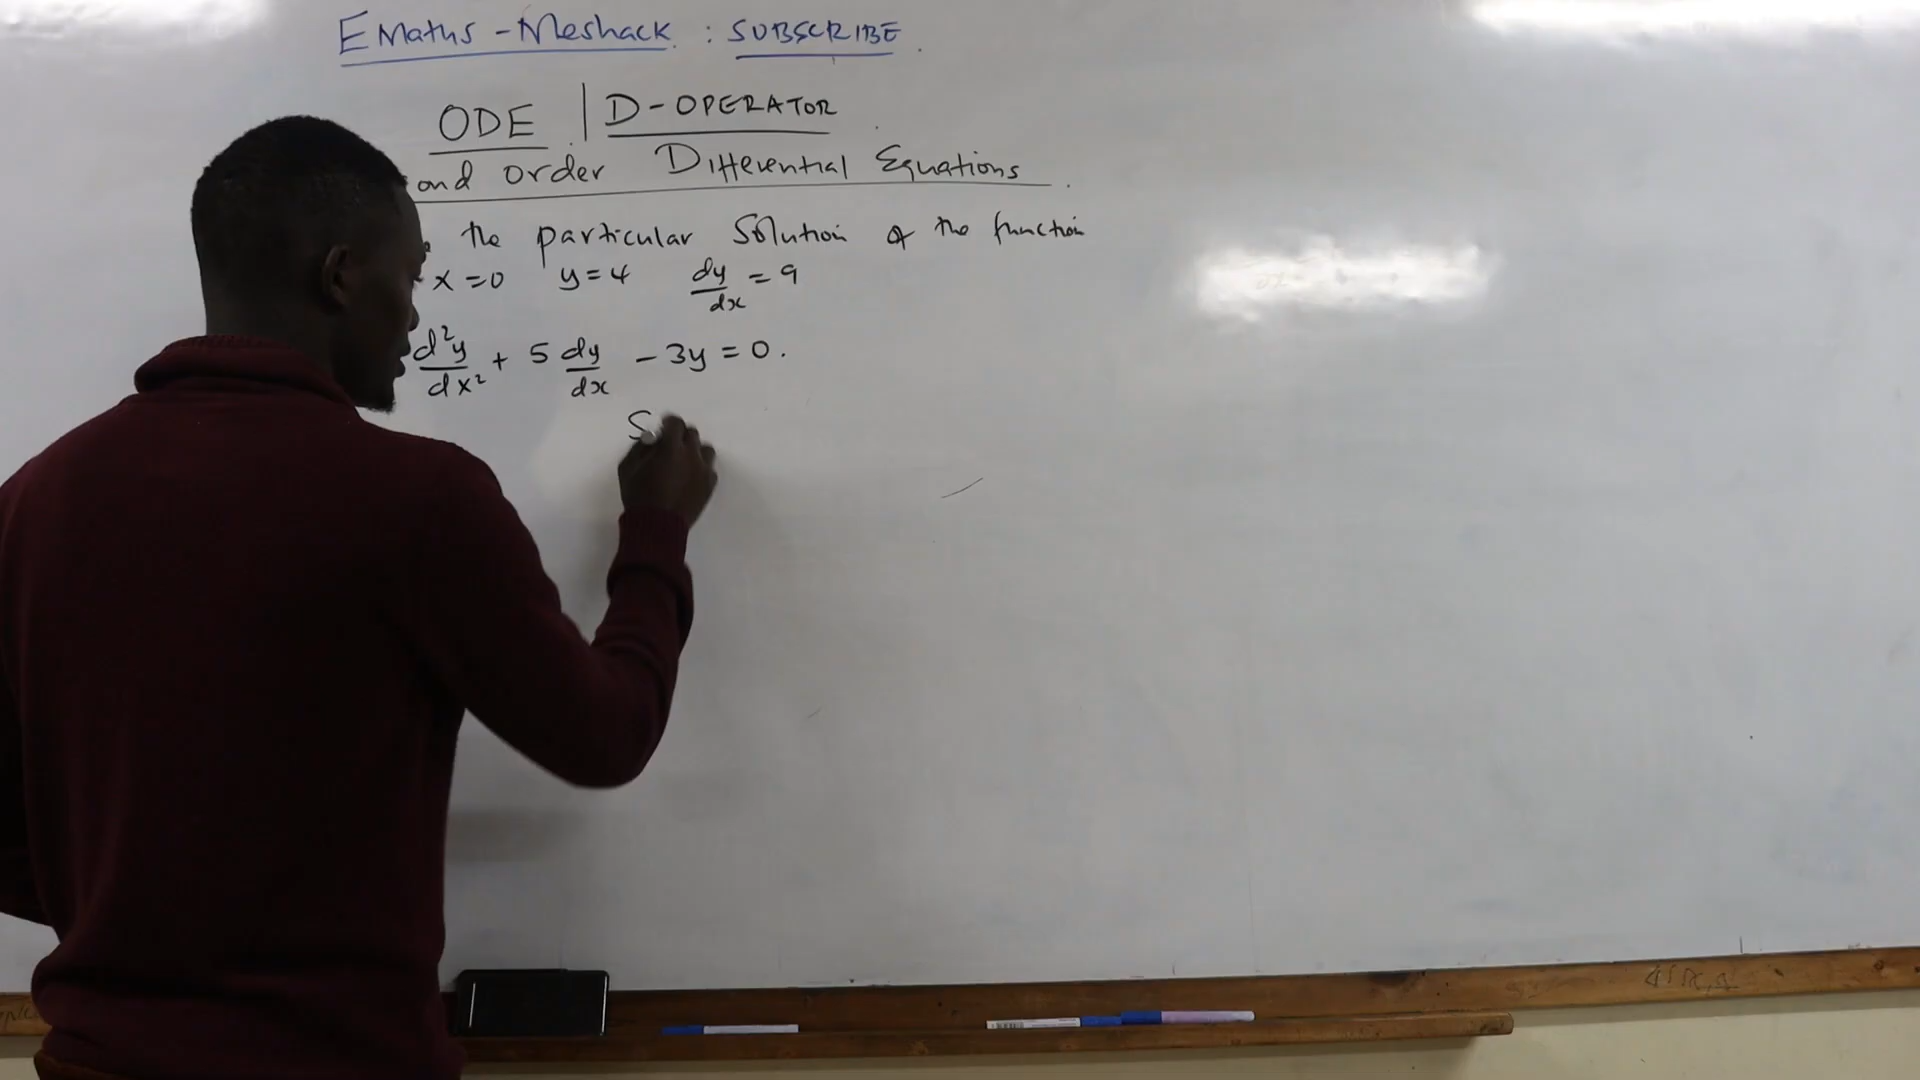 EMaths - Meshack : SUBSCRIBE
ODE | D-OPERATOR
ond order Differential Equations
the particular Solution of the function
x = 0 y = 4 dy/dx = 9
d²y/dx² + 5 dy/dx - 3y = 0.
S